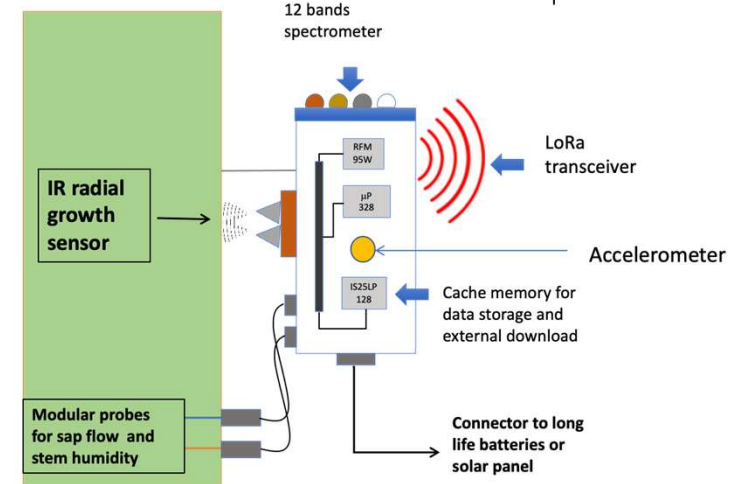 12 bands
spectrometer
RFM
95W
LoRa
transceiver
IR radial
growth
sensor
µP
328
Accelerometer
IS25LP
128
Cache memory for
data storage and
external download
Modular probes
for sap flow and
stem humidity
Connector to long
life batteries or
solar panel